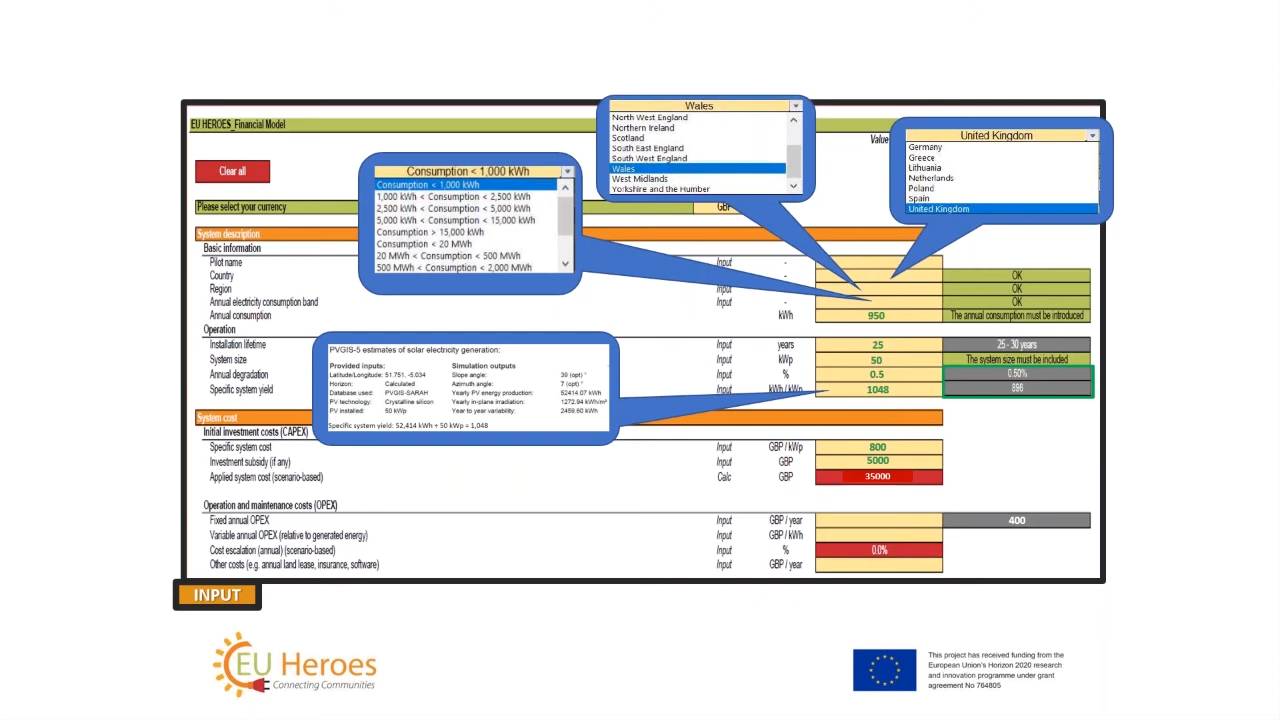 EU HEROES_Financial Model
Value
Clear all
Please select your currency
GBP
Wales
North West England
Northern Ireland
Scotland
South East England
South West England
Wales
West Midlands
Yorkshire and the Humber
United Kingdom
Germany
Greece
Lithuania
Netherlands
Poland
Spain
United Kingdom
Consumption < 1,000 kWh
Consumption < 1,000 kWh
1,000 kWh < Consumption < 2,500 kWh
2,500 kWh < Consumption < 5,000 kWh
5,000 kWh < Consumption < 15,000 kWh
Consumption > 15,000 kWh
Consumption < 20 MWh
20 MWh < Consumption < 500 MWh
500 MWh < Consumption < 2,000 MWh
System description
Basic information
Pilot name Input -
Country - OK
Region Input OK
Annual electricity consumption band Input - OK
Annual consumption kWh 950 The annual consumption must be introduced
Operation
Installation lifetime Input years 25 25 - 30 years
System size Input kWp 50 The system size must be included
Annual degradation Input % 0.5 0.50%
Specific system yield Input kWh / kWp 1048 898
PVGIS-5 estimates of solar electricity generation:
Provided inputs: Simulation outputs
Latitude/Longitude: 51.751, -5.034 Slope angle: 39 (opt) °
Horizon: Calculated Azimuth angle: 7 (opt) °
Database used: PVGIS-SARAH Yearly PV energy production: 52414.07 kWh
PV technology: Crystalline silicon Yearly in-plane irradiation: 1272.94 kWh/m²
PV installed: 50 kWp Year to year variability: 2459.60 kWh
Specific system yield: 52,414 kWh ÷ 50 kWp = 1,048
System cost
Initial investment costs (CAPEX)
Specific system cost Input GBP / kWp 800
Investment subsidy (if any) Input GBP 5000
Applied system cost (scenario-based) Calc GBP 35000
Operation and maintenance costs (OPEX)
Fixed annual OPEX Input GBP / year 400
Variable annual OPEX (relative to generated energy) Input GBP / kWh
Cost escalation (annual) (scenario-based) Input % 0.0%
Other costs (e.g. annual land lease, insurance, software) Input GBP / year
INPUT
EU Heroes
Connecting Communities
This project has received funding from the
European Union's Horizon 2020 research
and innovation programme under grant
agreement No 764805